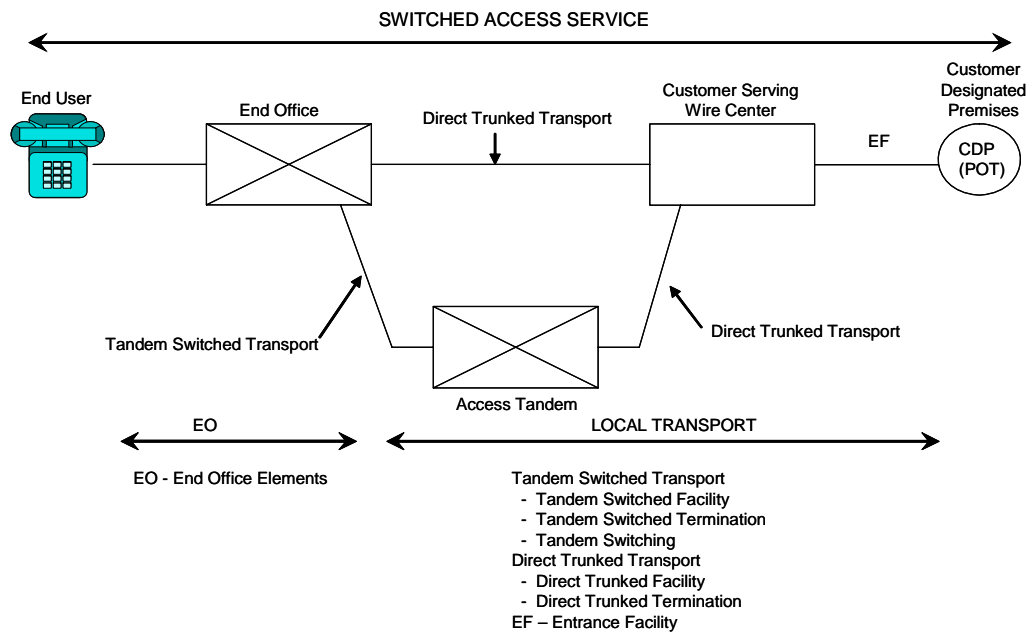 SWITCHED ACCESS SERVICE
End User
End Office
Direct Trunked Transport
Customer Serving
Wire Center
EF
Customer
Designated
Premises
CDP
(POT)
Tandem Switched Transport
Direct Trunked Transport
Access Tandem
EO
LOCAL TRANSPORT
EO - End Office Elements
Tandem Switched Transport
- Tandem Switched Facility
- Tandem Switched Termination
- Tandem Switching
Direct Trunked Transport
- Direct Trunked Facility
- Direct Trunked Termination
EF – Entrance Facility